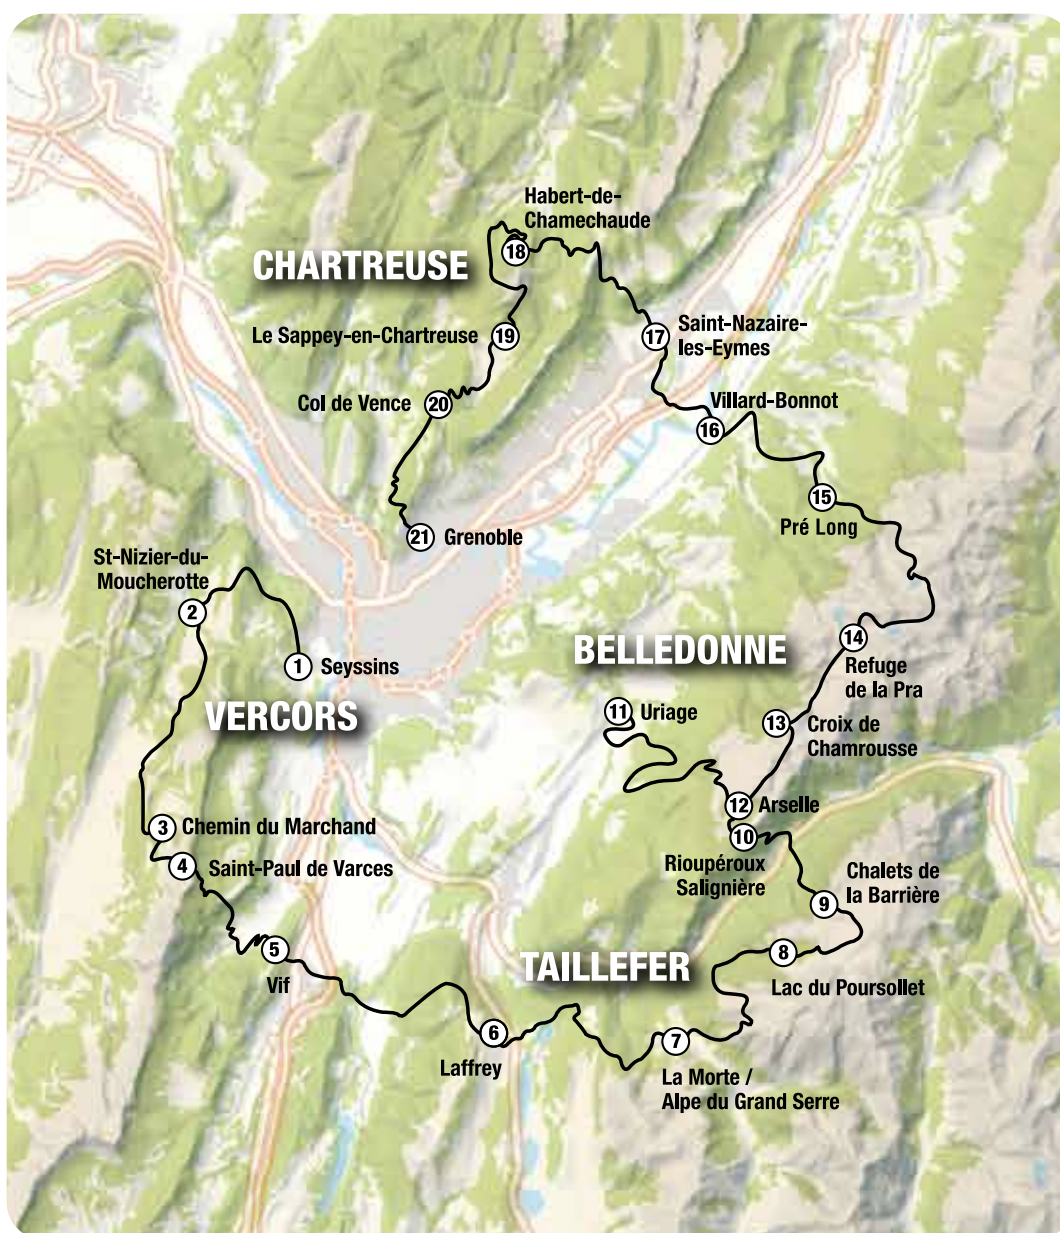 Habert-de-
Chamechaude
18
CHARTREUSE
Le Sappey-en-Chartreuse
19
17
Saint-Nazaire-
les-Eymes
Col de Vence
20
Villard-Bonnot
16
15
Pré Long
21
Grenoble
St-Nizier-du-
Moucherotte
2
1
Seyssins
VERCORS
BELLEDONNE
14
Refuge
de la Pra
11
Uriage
13
Croix de
Chamrousse
12
Arselle
10
Rioupéroux
Salignière
3
Chemin du Marchand
4
Saint-Paul de Varces
Chalets de
la Barrière
9
5
Vif
TAILLEFER
8
Lac du Poursollet
6
Laffrey
7
La Morte /
Alpe du Grand Serre